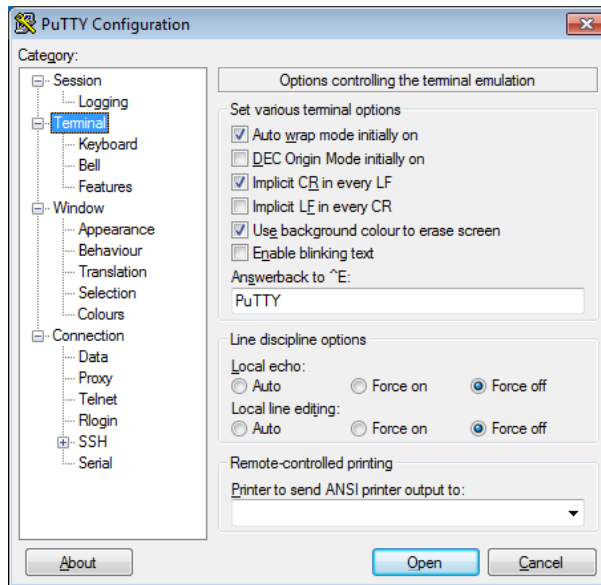 PuTTY Configuration
Category:
Session
Logging
Terminal
Keyboard
Bell
Features
Window
Appearance
Behaviour
Translation
Selection
Colours
Connection
Data
Proxy
Telnet
Rlogin
SSH
Serial
Options controlling the terminal emulation
Set various terminal options
Auto wrap mode initially on
DEC Origin Mode initially on
Implicit CR in every LF
Implicit LF in every CR
Use background colour to erase screen
Enable blinking text
Answerback to ^E:
PuTTY
Line discipline options
Local echo:
Auto Force on Force off
Local line editing:
Auto Force on Force off
Remote-controlled printing
Printer to send ANSI printer output to:
About Open Cancel